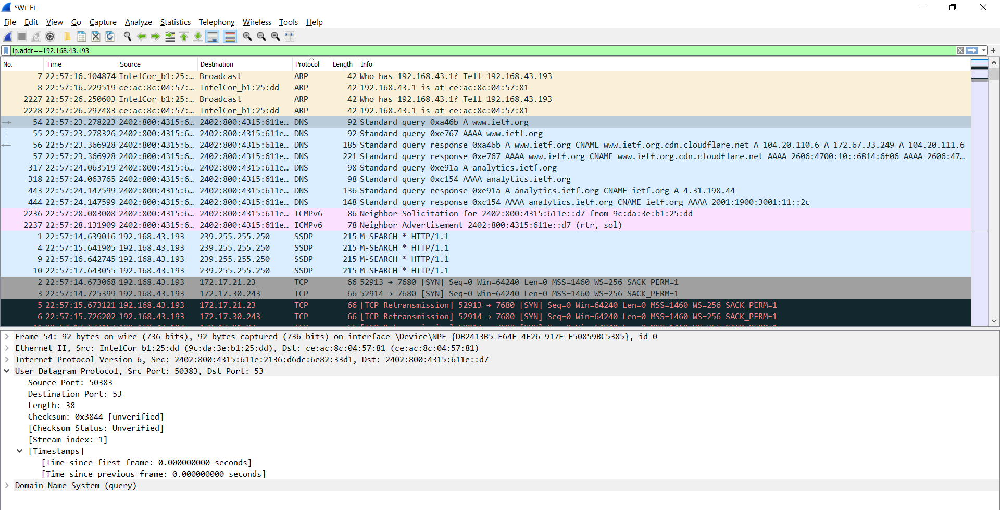 *Wi-Fi
File Edit View Go Capture Analyze Statistics Telephony Wireless Tools Help
ip.addr==192.168.43.193
No. Time Source Destination Protocol Length Info
7 22:57:16.104874 IntelCor_b1:25:… Broadcast ARP 42 Who has 192.168.43.1? Tell 192.168.43.193
8 22:57:16.229519 ce:ac:8c:04:57:… IntelCor_b1:25:dd ARP 42 192.168.43.1 is at ce:ac:8c:04:57:81
2227 22:57:26.250603 IntelCor_b1:25:… Broadcast ARP 42 Who has 192.168.43.1? Tell 192.168.43.193
2228 22:57:26.297483 ce:ac:8c:04:57:… IntelCor_b1:25:dd ARP 42 192.168.43.1 is at ce:ac:8c:04:57:81
54 22:57:23.278223 2402:800:4315:6… 2402:800:4315:611e… DNS 92 Standard query 0xa46b A www.ietf.org
55 22:57:23.278326 2402:800:4315:6… 2402:800:4315:611e… DNS 92 Standard query 0xe767 AAAA www.ietf.org
56 22:57:23.366928 2402:800:4315:6… 2402:800:4315:611e… DNS 185 Standard query response 0xa46b A www.ietf.org CNAME www.ietf.org.cdn.cloudflare.net A 104.20.110.6 A 172.67.33.249 A 104.20.111.6
57 22:57:23.366928 2402:800:4315:6… 2402:800:4315:611e… DNS 221 Standard query response 0xe767 AAAA www.ietf.org CNAME www.ietf.org.cdn.cloudflare.net AAAA 2606:4700:10::6814:6f06 AAAA 2606:47…
317 22:57:24.063519 2402:800:4315:6… 2402:800:4315:611e… DNS 98 Standard query 0xe91a A analytics.ietf.org
318 22:57:24.063765 2402:800:4315:6… 2402:800:4315:611e… DNS 98 Standard query 0xc154 AAAA analytics.ietf.org
443 22:57:24.147599 2402:800:4315:6… 2402:800:4315:611e… DNS 136 Standard query response 0xe91a A analytics.ietf.org CNAME ietf.org A 4.31.198.44
444 22:57:24.147599 2402:800:4315:6… 2402:800:4315:611e… DNS 148 Standard query response 0xc154 AAAA analytics.ietf.org CNAME ietf.org AAAA 2001:1900:3001:11::2c
2236 22:57:28.083008 2402:800:4315:6… 2402:800:4315:611e… ICMPv6 86 Neighbor Solicitation for 2402:800:4315:611e::d7 from 9c:da:3e:b1:25:dd
2237 22:57:28.131909 2402:800:4315:6… 2402:800:4315:611e… ICMPv6 78 Neighbor Advertisement 2402:800:4315:611e::d7 (rtr, sol)
1 22:57:14.639016 192.168.43.193 239.255.255.250 SSDP 215 M-SEARCH * HTTP/1.1
4 22:57:15.641905 192.168.43.193 239.255.255.250 SSDP 215 M-SEARCH * HTTP/1.1
9 22:57:16.642745 192.168.43.193 239.255.255.250 SSDP 215 M-SEARCH * HTTP/1.1
10 22:57:17.643055 192.168.43.193 239.255.255.250 SSDP 215 M-SEARCH * HTTP/1.1
2 22:57:14.673068 192.168.43.193 172.17.21.23 TCP 66 52913 → 7680 [SYN] Seq=0 Win=64240 Len=0 MSS=1460 WS=256 SACK_PERM=1
3 22:57:14.725399 192.168.43.193 172.17.30.243 TCP 66 52914 → 7680 [SYN] Seq=0 Win=64240 Len=0 MSS=1460 WS=256 SACK_PERM=1
5 22:57:15.673121 192.168.43.193 172.17.21.23 TCP 66 [TCP Retransmission] 52913 → 7680 [SYN] Seq=0 Win=64240 Len=0 MSS=1460 WS=256 SACK_PERM=1
6 22:57:15.726202 192.168.43.193 172.17.30.243 TCP 66 [TCP Retransmission] 52914 → 7680 [SYN] Seq=0 Win=64240 Len=0 MSS=1460 WS=256 SACK_PERM=1
Frame 54: 92 bytes on wire (736 bits), 92 bytes captured (736 bits) on interface \Device\NPF_{DB2413B5-F64E-4F26-917E-F50859BC5385}, id 0
Ethernet II, Src: IntelCor_b1:25:dd (9c:da:3e:b1:25:dd), Dst: ce:ac:8c:04:57:81 (ce:ac:8c:04:57:81)
Internet Protocol Version 6, Src: 2402:800:4315:611e:2136:d6dc:6e82:33d1, Dst: 2402:800:4315:611e::d7
User Datagram Protocol, Src Port: 50383, Dst Port: 53
Source Port: 50383
Destination Port: 53
Length: 38
Checksum: 0x3844 [unverified]
[Checksum Status: Unverified]
[Stream index: 1]
[Timestamps]
[Time since first frame: 0.000000000 seconds]
[Time since previous frame: 0.000000000 seconds]
Domain Name System (query)